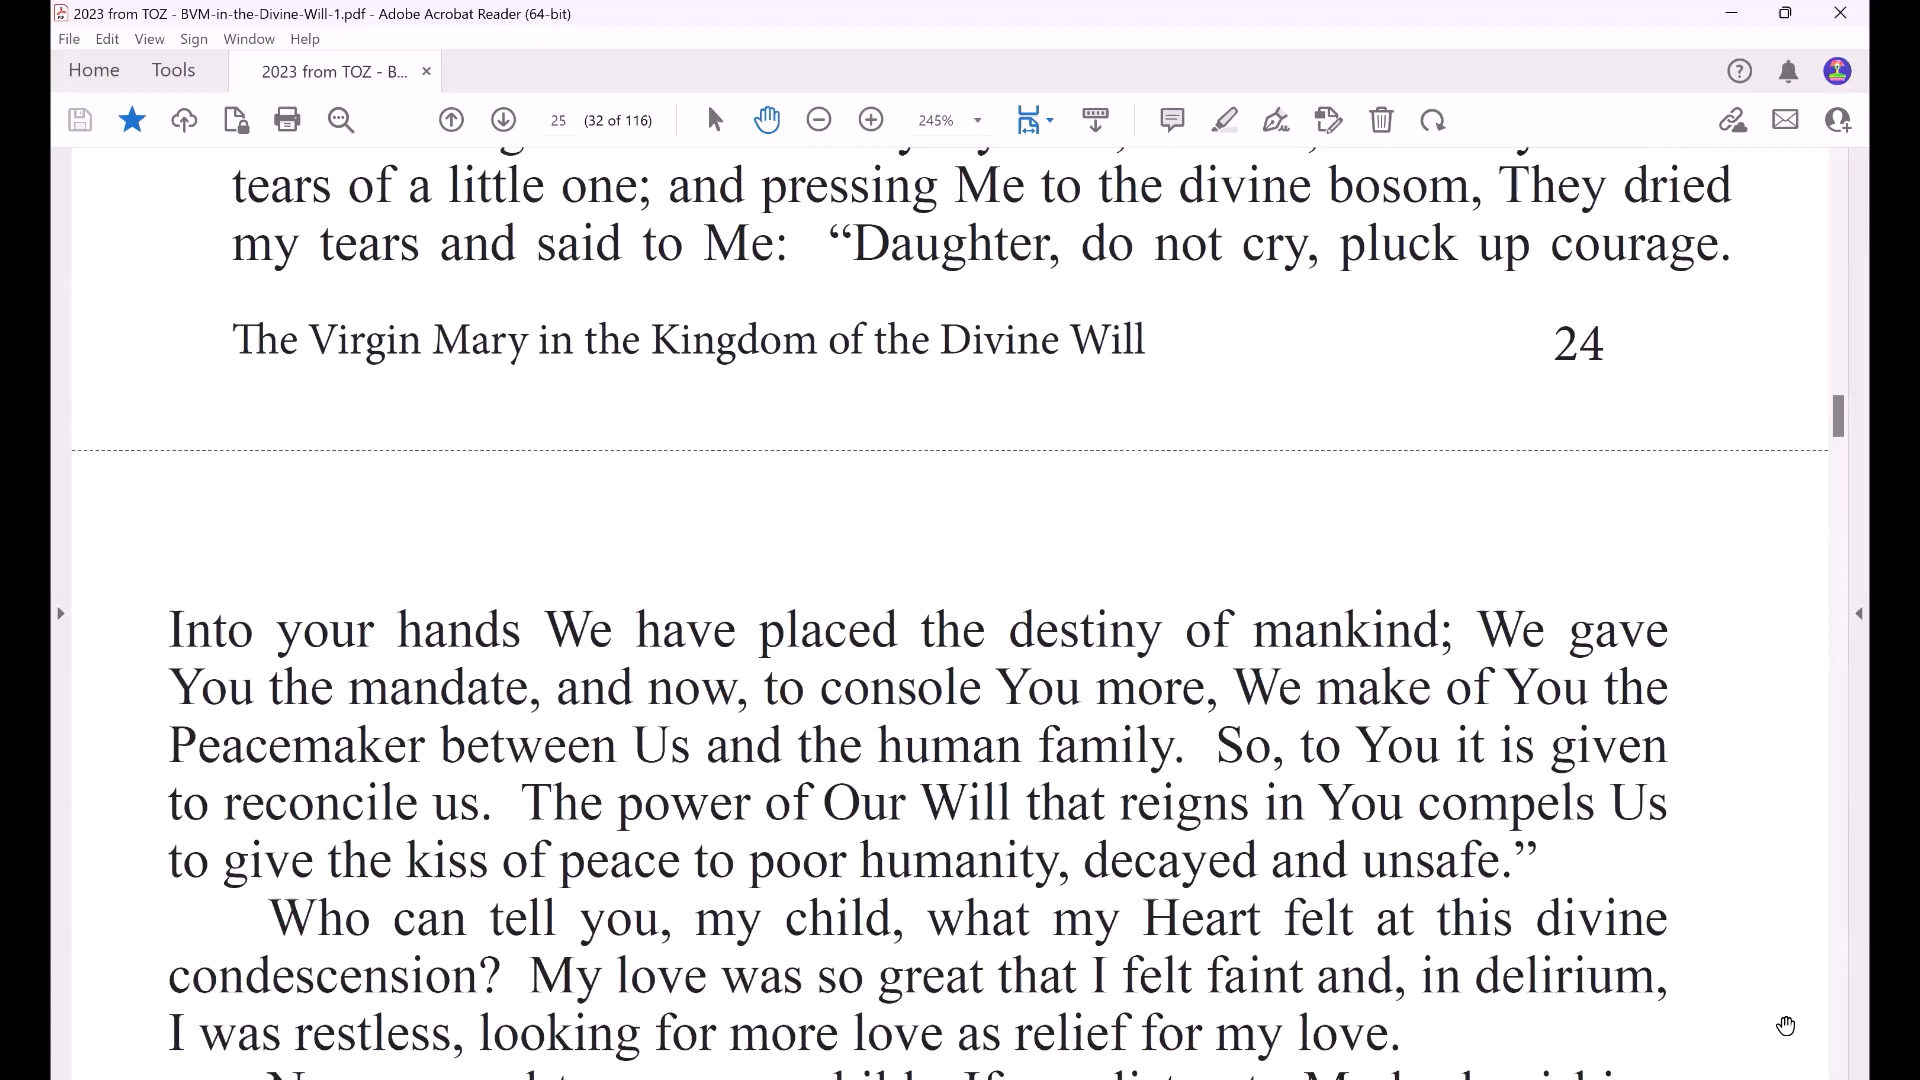 2023 from TOZ - BVM-in-the-Divine-Will-1.pdf - Adobe Acrobat Reader (64-bit)
File Edit View Sign Window Help
Home Tools 2023 from TOZ - B... ×
25 (32 of 116) 245%
tears of a little one; and pressing Me to the divine bosom, They dried
my tears and said to Me: “Daughter, do not cry, pluck up courage.
The Virgin Mary in the Kingdom of the Divine Will 24
Into your hands We have placed the destiny of mankind; We gave
You the mandate, and now, to console You more, We make of You the
Peacemaker between Us and the human family. So, to You it is given
to reconcile us. The power of Our Will that reigns in You compels Us
to give the kiss of peace to poor humanity, decayed and unsafe.”
Who can tell you, my child, what my Heart felt at this divine
condescension? My love was so great that I felt faint and, in delirium,
I was restless, looking for more love as relief for my love.